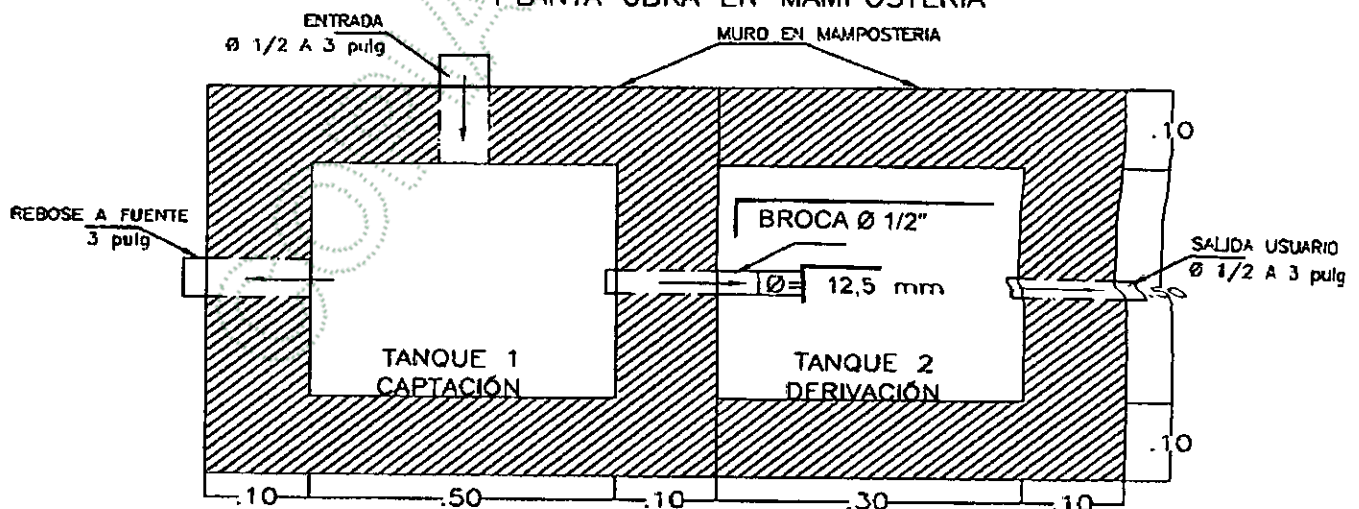 PLANTA OBRA EN MAMPOSTERIA
ENTRADA
Ø 1/2 A 3 pulg
MURO EN MAMPOSTERIA
.10
REBOSE A FUENTE
3 pulg
BROCA Ø 1/2"
Ø= 12,5 mm
SALIDA USUARIO
Ø 1/2 A 3 pulg
.50
TANQUE 1
CAPTACIÓN
TANQUE 2
DERIVACIÓN
.10
.10
.50
.10
.30
.10